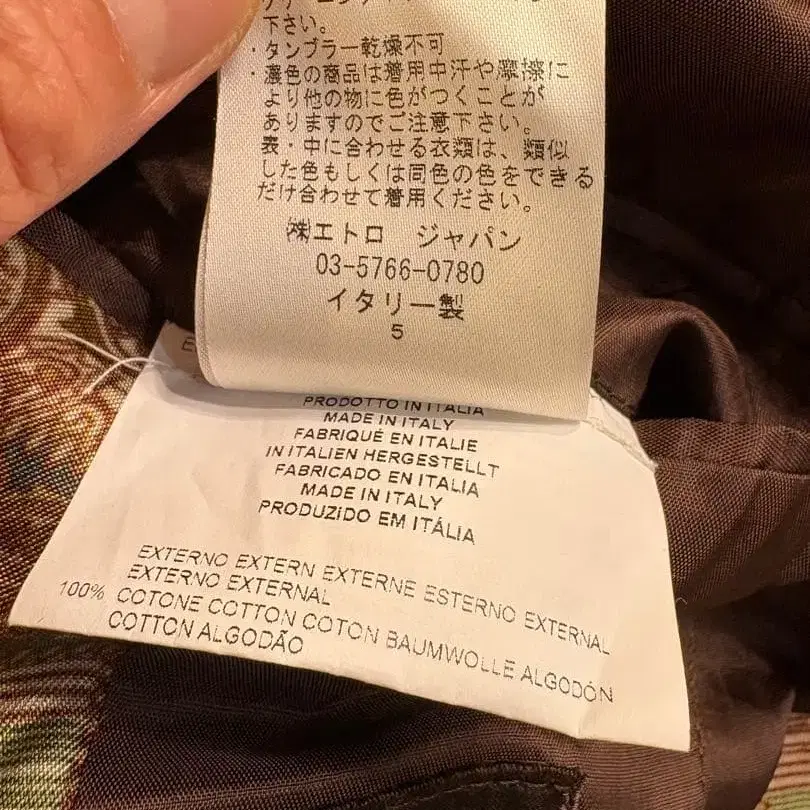 下さい。
・タンブラー乾燥不可
・濃色の商品は着用中汗や摩擦に
より他の物に色がつくことが
ありますのでご注意下さい。
表・中に合わせる衣類は、類似
した色もしくは同色の色をできる
だけ合わせて着用ください。
㈱エトロ ジャパン
03-5766-0780
イタリー製
5
E
PRODOTTO IN ITALIA
MADE IN ITALY
FABRIQUÉ EN ITALIE
IN ITALIEN HERGESTELLT
FABRICADO EN ITALIA
MADE IN ITALY
PRODUZIDO EM ITÁLIA
EXTERNO EXTERN EXTERNE ESTERNO EXTERNAL
EXTERNO EXTERNAL
100% COTONE COTTON COTON BAUMWOLLE ALGODÓN
COTTON ALGODÃO